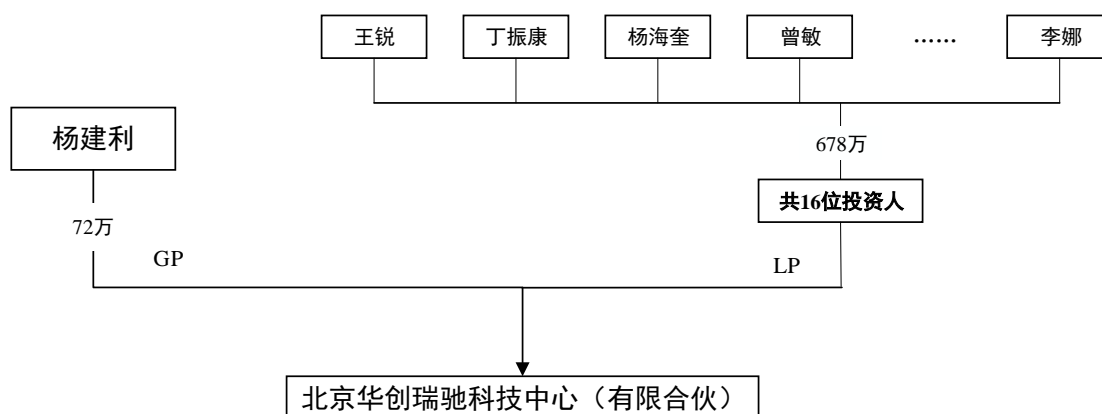 王锐
丁振康
杨海奎
曾敏
……
李娜
杨建利
678万
共16位投资人
72万
GP
LP
北京华创瑞驰科技中心（有限合伙）